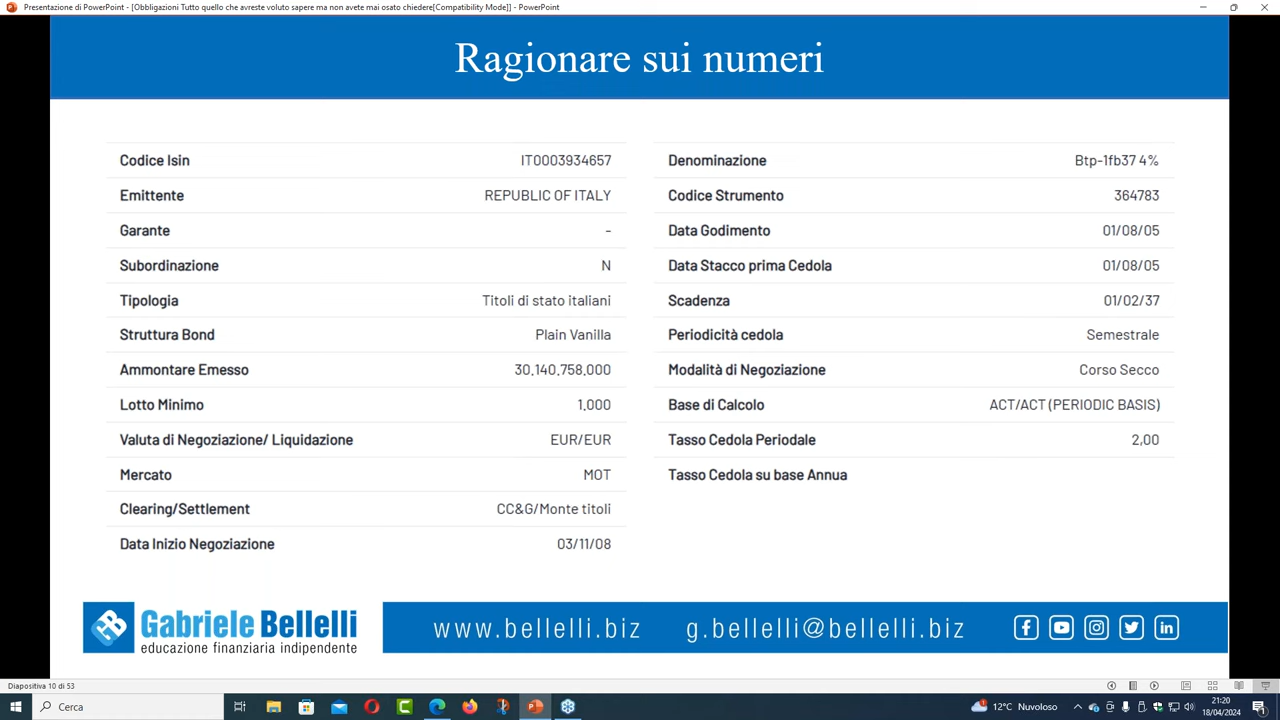 Presentazione di PowerPoint - [Obbligazioni Tutto quello che avreste voluto sapere ma non avete mai osato chiedere[Compatibility Mode]] - PowerPoint
Ragionare sui numeri
Codice Isin IT0003934657
Emittente REPUBLIC OF ITALY
Garante -
Subordinazione N
Tipologia Titoli di stato italiani
Struttura Bond Plain Vanilla
Ammontare Emesso 30.140.758.000
Lotto Minimo 1.000
Valuta di Negoziazione/ Liquidazione EUR/EUR
Mercato MOT
Clearing/Settlement CC&G/Monte titoli
Data Inizio Negoziazione 03/11/08
Denominazione Btp-1fb37 4%
Codice Strumento 364783
Data Godimento 01/08/05
Data Stacco prima Cedola 01/08/05
Scadenza 01/02/37
Periodicità cedola Semestrale
Modalità di Negoziazione Corso Secco
Base di Calcolo ACT/ACT (PERIODIC BASIS)
Tasso Cedola Periodale 2,00
Tasso Cedola su base Annua
Gabriele Bellelli
educazione finanziaria indipendente
www.bellelli.biz g.bellelli@bellelli.biz
Diapositiva 10 di 53
Cerca
12°C Nuvoloso
21:20
18/04/2024